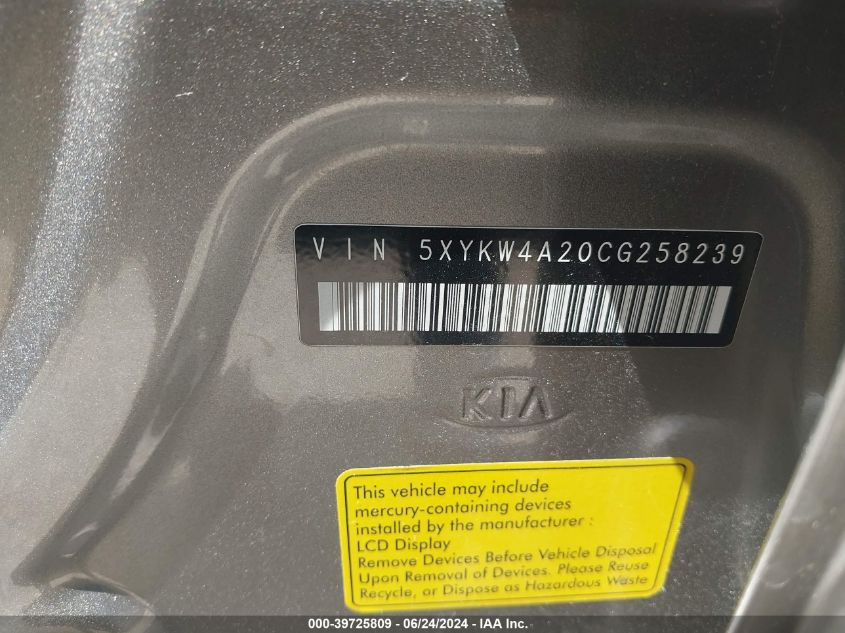 VIN 5XYKW4A20CG258239
KIA
This vehicle may include
mercury-containing devices
installed by the manufacturer :
LCD Display
Remove Devices Before Vehicle Disposal
Upon Removal of Devices. Please Reuse
Recycle, or Dispose as Hazardous Waste
000-39725809 - 06/24/2024 - IAA Inc.